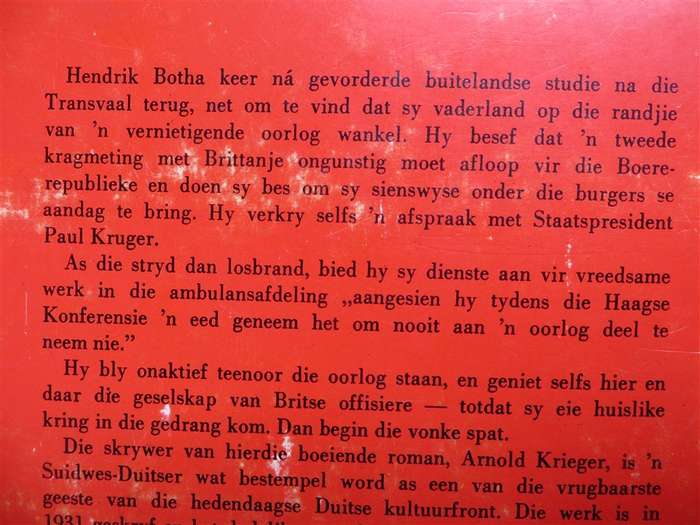 Hendrik Botha keer ná gevorderde buitelandse studie na die
Transvaal terug, net om te vind dat sy vaderland op die randjie
van 'n vernietigende oorlog wankel. Hy besef dat 'n tweede
kragmeting met Brittanje ongunstig moet afloop vir die Boere-
republieke en doen sy bes om sy sienswyse onder die burgers se
aandag te bring. Hy verkry selfs 'n afspraak met Staatspresident
Paul Kruger.
As die stryd dan losbrand, bied hy sy dienste aan vir vreedsame
werk in die ambulansafdeling „aangesien hy tydens die Haagse
Konferensie 'n eed geneem het om nooit aan 'n oorlog deel te
neem nie.”
Hy bly onaktief teenoor die oorlog staan, en geniet selfs hier en
daar die geselskap van Britse offisiere — totdat sy eie huislike
kring in die gedrang kom. Dan begin die vonke spat.
Die skrywer van hierdie boeiende roman, Arnold Krieger, is 'n
Suidwes-Duitser wat bestempel word as een van die vrugbaarste
geeste van die hedendaagse Duitse kultuurfront. Die werk is in
1931